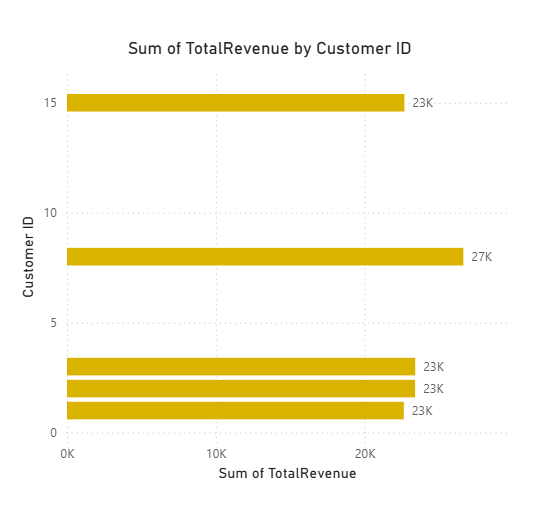 Sum of TotalRevenue by Customer ID
15
23K
10
Customer ID
27K
5
23K
23K
23K
0
0K 10K 20K
Sum of TotalRevenue